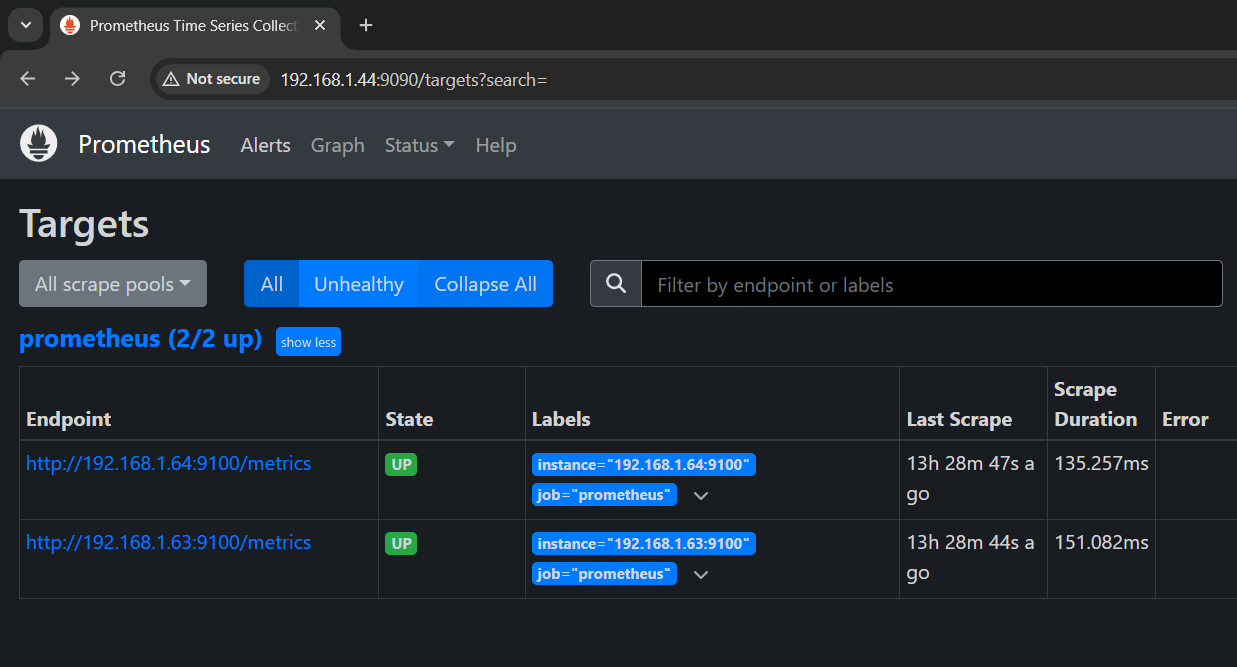 Prometheus Time Series Collect
Not secure
192.168.1.44:9090/targets?search=
Prometheus Alerts Graph Status Help
Targets
All scrape pools All Unhealthy Collapse All Filter by endpoint or labels
prometheus (2/2 up) show less
Endpoint State Labels Last Scrape Scrape Duration Error
http://192.168.1.64:9100/metrics UP instance="192.168.1.64:9100" 13h 28m 47s a 135.257ms
job="prometheus" go
http://192.168.1.63:9100/metrics UP instance="192.168.1.63:9100" 13h 28m 44s a 151.082ms
job="prometheus" go